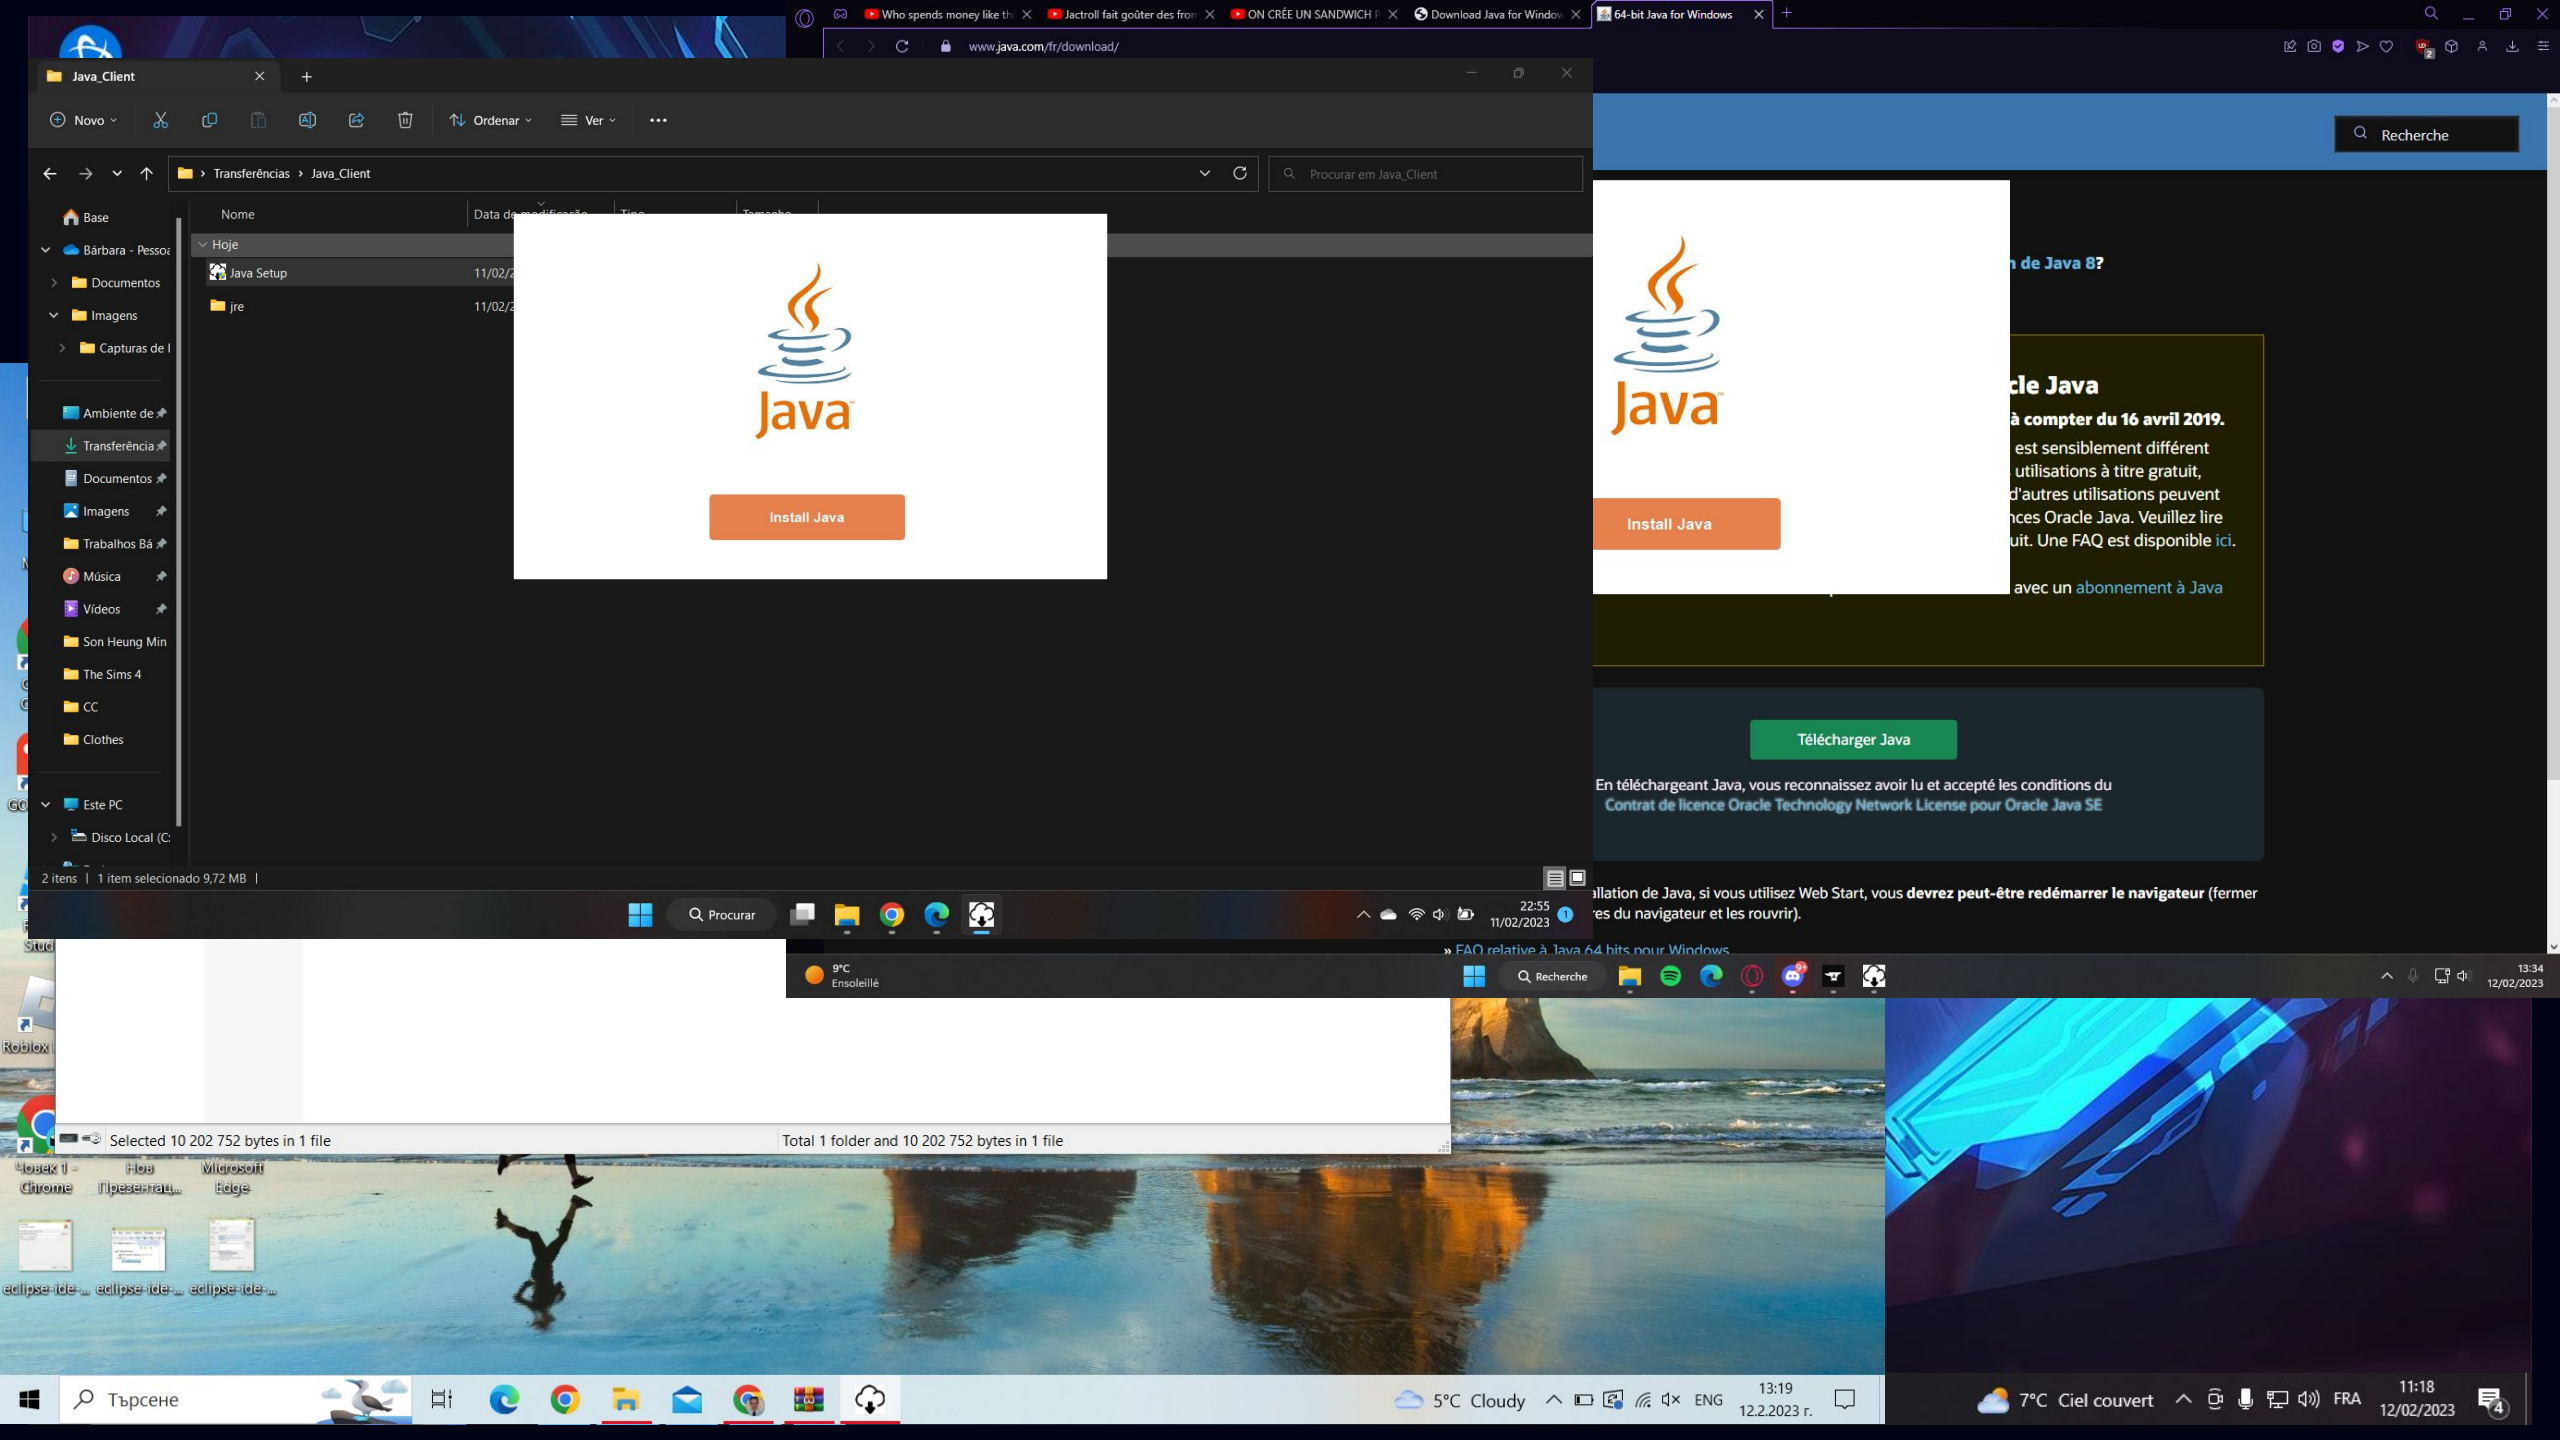 Who spends money like thi
Jactroll fait goûter des from
ON CRÉE UN SANDWICH P
Download Java for Window
64-bit Java for Windows
www.java.com/fr/download/
Java_Client
Novo
Ordenar
Ver
Transferências > Java_Client
Procurar em Java_Client
Nome
Data de modificação
Tipo
Tamanho
Base
Bárbara - Pessoa
Documentos
Imagens
Capturas de
Hoje
Java Setup
11/02/2
jre
11/02/2
Ambiente de
Transferência
Documentos
Imagens
Trabalhos Bá
Música
Vídeos
Son Heung Min
The Sims 4
CC
Clothes
Este PC
Disco Local (C:
2 itens | 1 item selecionado 9,72 MB |
Java
Install Java
Procurar
22:55
11/02/2023
1
Recherche
Java
Install Java
de Java 8?
Java
à compter du 16 avril 2019.
est sensiblement différent
utilisations à titre gratuit,
d'autres utilisations peuvent
Oracle Java. Veuillez lire
Une FAQ est disponible ici.
avec un abonnement à Java
Télécharger Java
En téléchargeant Java, vous reconnaissez avoir lu et accepté les conditions du
Contrat de licence Oracle Technology Network License pour Oracle Java SE
allation de Java, si vous utilisez Web Start, vous devrez peut-être redémarrer le navigateur (fermer
du navigateur et les rouvrir).
» FAQ relative à Java 64 bits pour Windows
9°C
Ensoleillé
Recherche
9+
13:34
12/02/2023
GO
Stud
Roblox
Selected 10 202 752 bytes in 1 file
Total 1 folder and 10 202 752 bytes in 1 file
Човек 1 -
Chrome
Нов
Презентац...
Microsoft
Edge
eclipse-ide-...
eclipse-ide-...
eclipse-ide-...
Търсене
5°C Cloudy
ENG
13:19
12.2.2023 г.
7°C Ciel couvert
FRA
11:18
12/02/2023
4